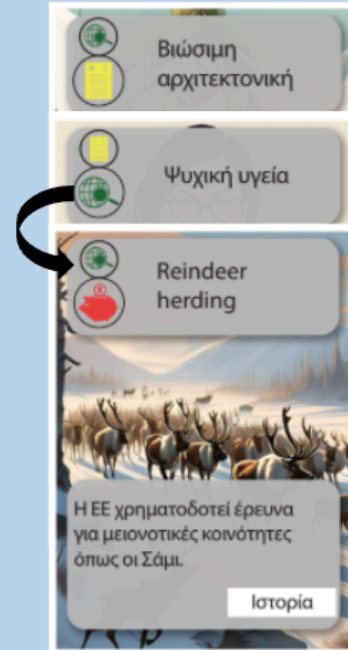 Βιώσιμη
αρχιτεκτονική
Ψυχική υγεία
Reindeer
herding
Η ΕΕ χρηματοδοτεί έρευνα
για μειονοτικές κοινότητες
όπως οι Σάμι.
Ιστορία